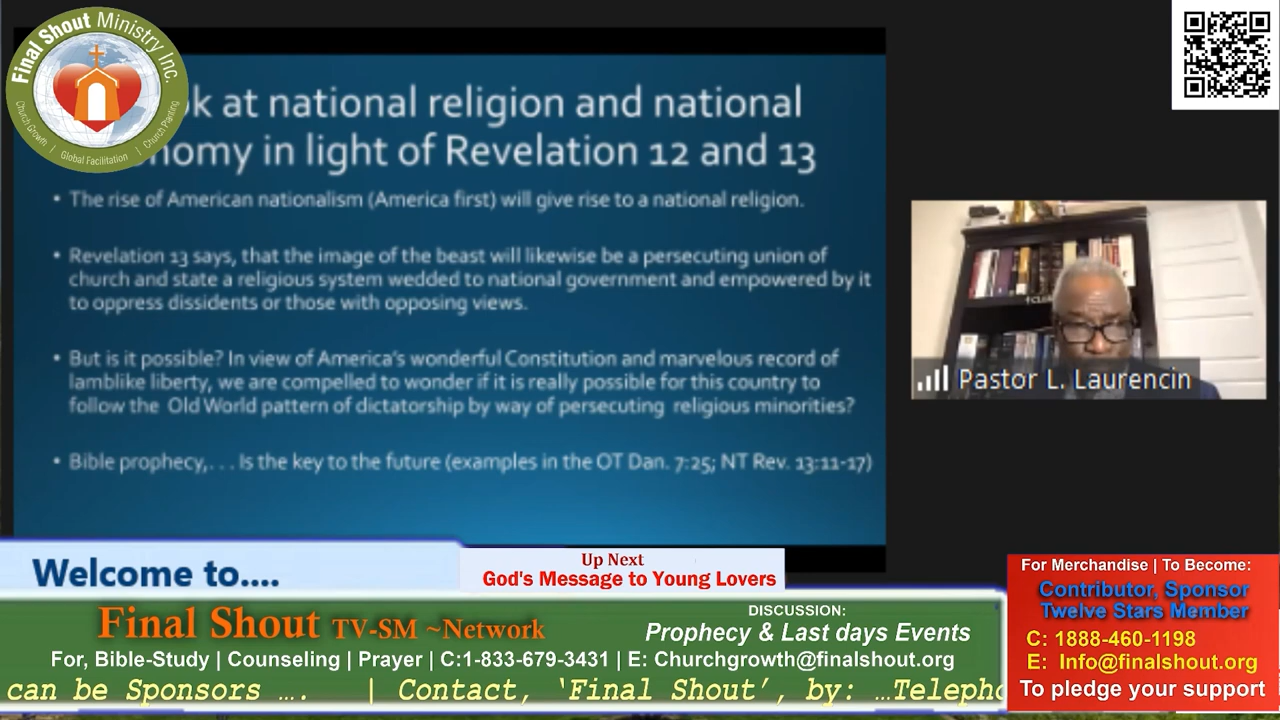 Final Shout Ministry Inc.
Church Growth | Global Facilitation | Church Planting
ok at national religion and national
nomy in light of Revelation 12 and 13
• The rise of American nationalism (America first) will give rise to a national religion.
• Revelation 13 says, that the image of the beast will likewise be a persecuting union of
church and state a religious system wedded to national government and empowered by it
to oppress dissidents or those with opposing views.
• But is it possible? In view of America's wonderful Constitution and marvelous record of
lamblike liberty, we are compelled to wonder if it is really possible for this country to
follow the Old World pattern of dictatorship by way of persecuting religious minorities?
• Bible prophecy,. . . Is the key to the future (examples in the OT Dan. 7:25; NT Rev. 13:11-17)
Pastor L. Laurencin
Welcome to....
Up Next
God's Message to Young Lovers
Final Shout TV-SM ~Network
DISCUSSION:
Prophecy & Last days Events
For, Bible-Study | Counseling | Prayer | C:1-833-679-3431 | E: Churchgrowth@finalshout.org
can be Sponsors .... | Contact, ‘Final Shout’, by: ...Telepho
For Merchandise | To Become:
Contributor, Sponsor
Twelve Stars Member
C: 1888-460-1198
E: Info@finalshout.org
To pledge your support